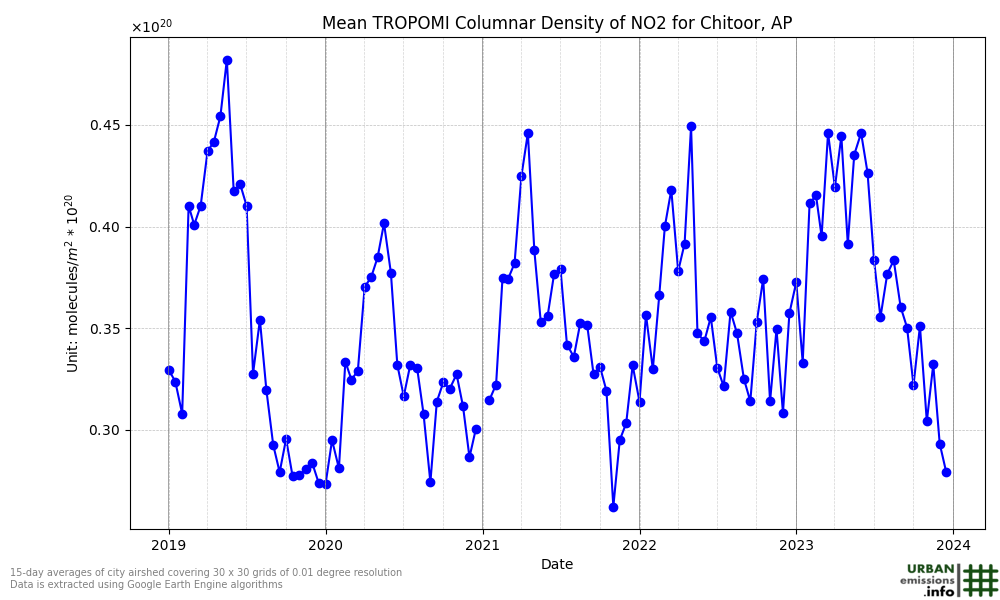 Mean TROPOMI Columnar Density of NO2 for Chitoor, AP
×10²⁰
0.45
0.40
0.35
0.30
Unit: molecules/m² * 10²⁰
2019 2020 2021 2022 2023 2024
Date
15-day averages of city airshed covering 30 x 30 grids of 0.01 degree resolution
Data is extracted using Google Earth Engine algorithms
URBAN
emissions
.info